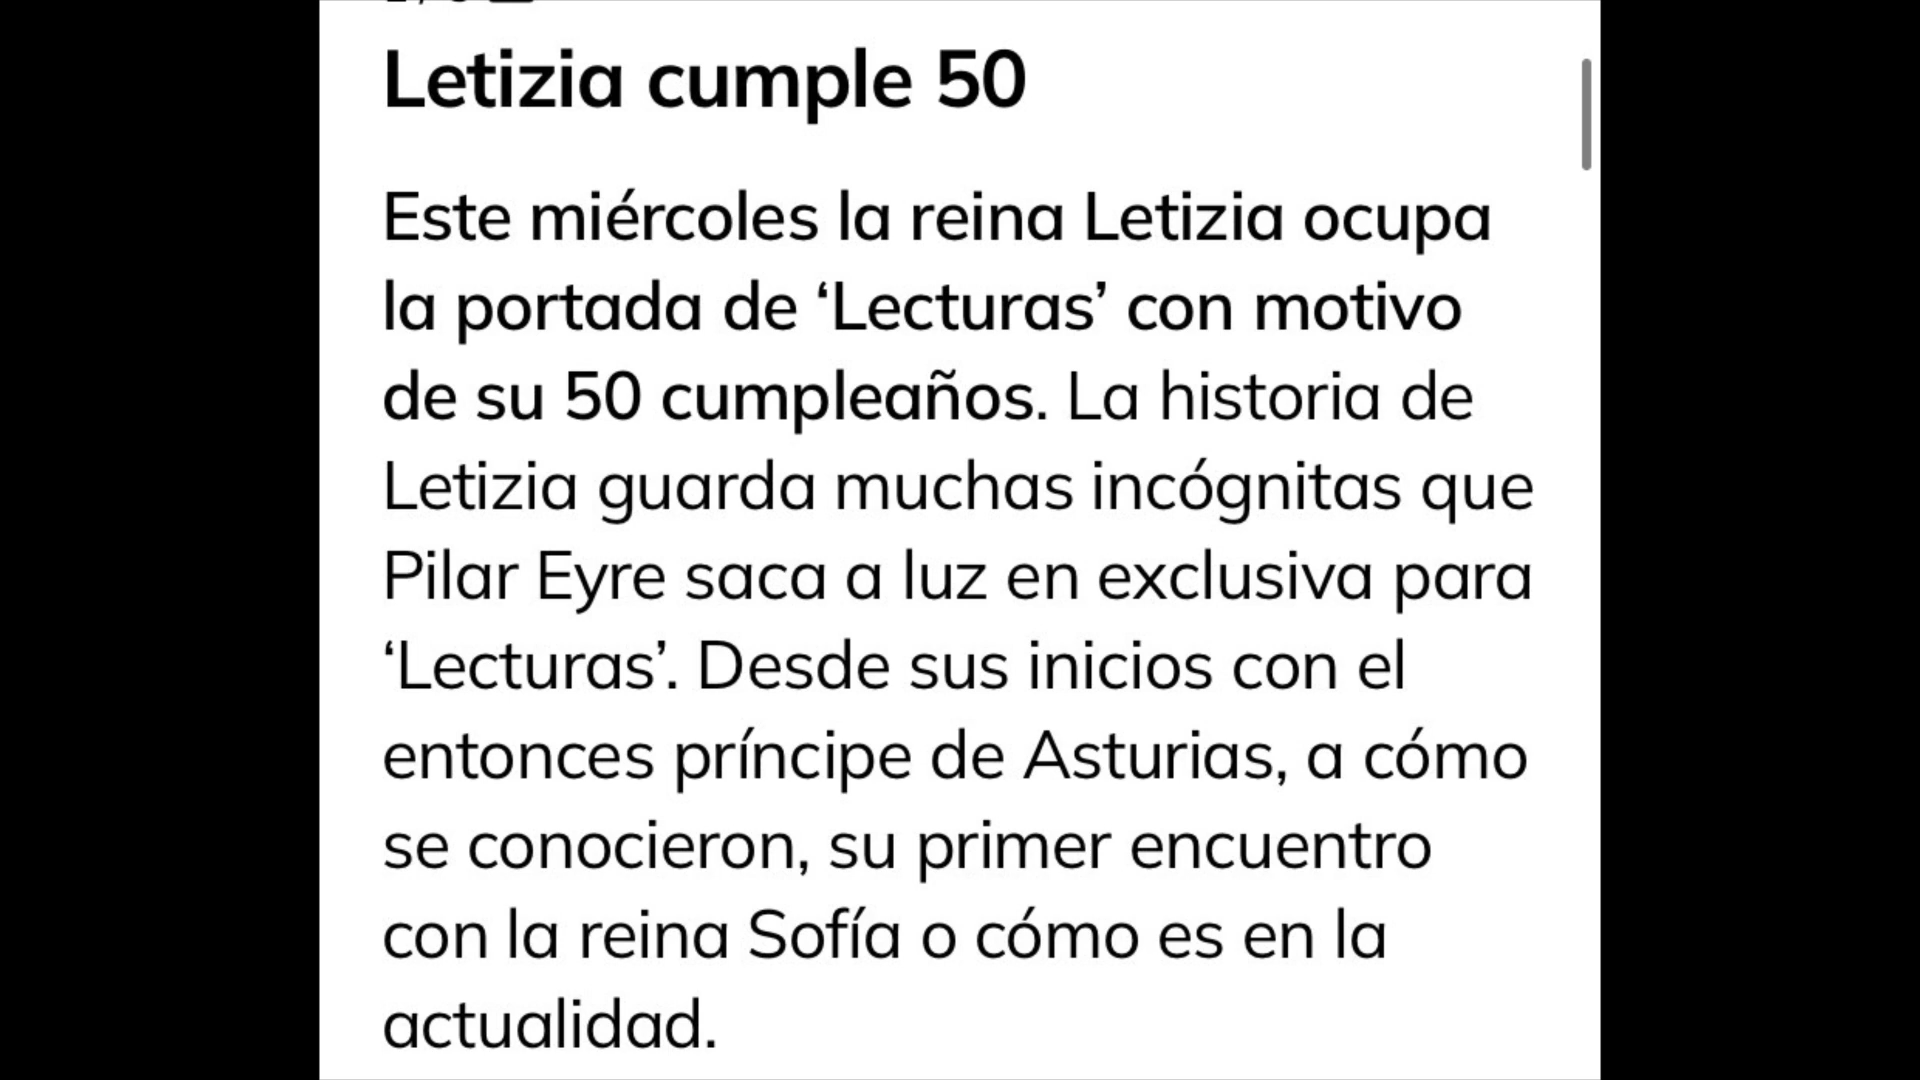 Letizia cumple 50
Este miércoles la reina Letizia ocupa
la portada de ‘Lecturas’ con motivo
de su 50 cumpleaños. La historia de
Letizia guarda muchas incógnitas que
Pilar Eyre saca a luz en exclusiva para
‘Lecturas’. Desde sus inicios con el
entonces príncipe de Asturias, a cómo
se conocieron, su primer encuentro
con la reina Sofía o cómo es en la
actualidad.